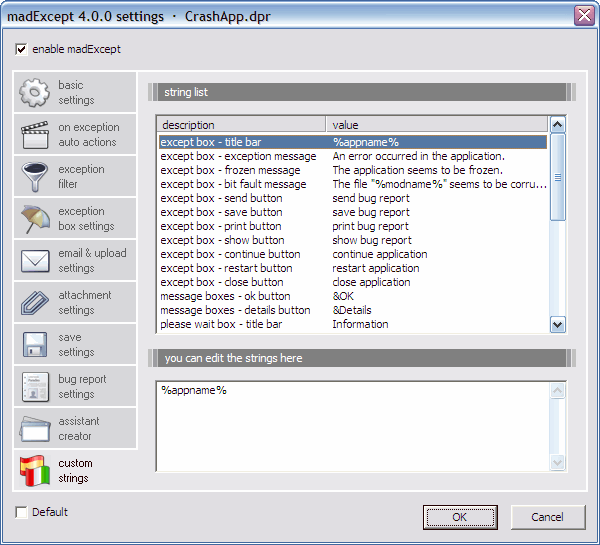 madExcept 4.0.0 settings · CrashApp.dpr
enable madExcept
basic
settings
on exception
auto actions
exception
filter
exception
box settings
email & upload
settings
attachment
settings
save
settings
bug report
settings
assistant
creator
custom
strings
string list
description value
except box - title bar %appname%
except box - exception message An error occurred in the application.
except box - frozen message The application seems to be frozen.
except box - bit fault message The file "%modname%" seems to be corru...
except box - send button send bug report
except box - save button save bug report
except box - print button print bug report
except box - show button show bug report
except box - continue button continue application
except box - restart button restart application
except box - close button close application
message boxes - ok button &OK
message boxes - details button &Details
please wait box - title bar Information
you can edit the strings here
%appname%
Default
OK
Cancel